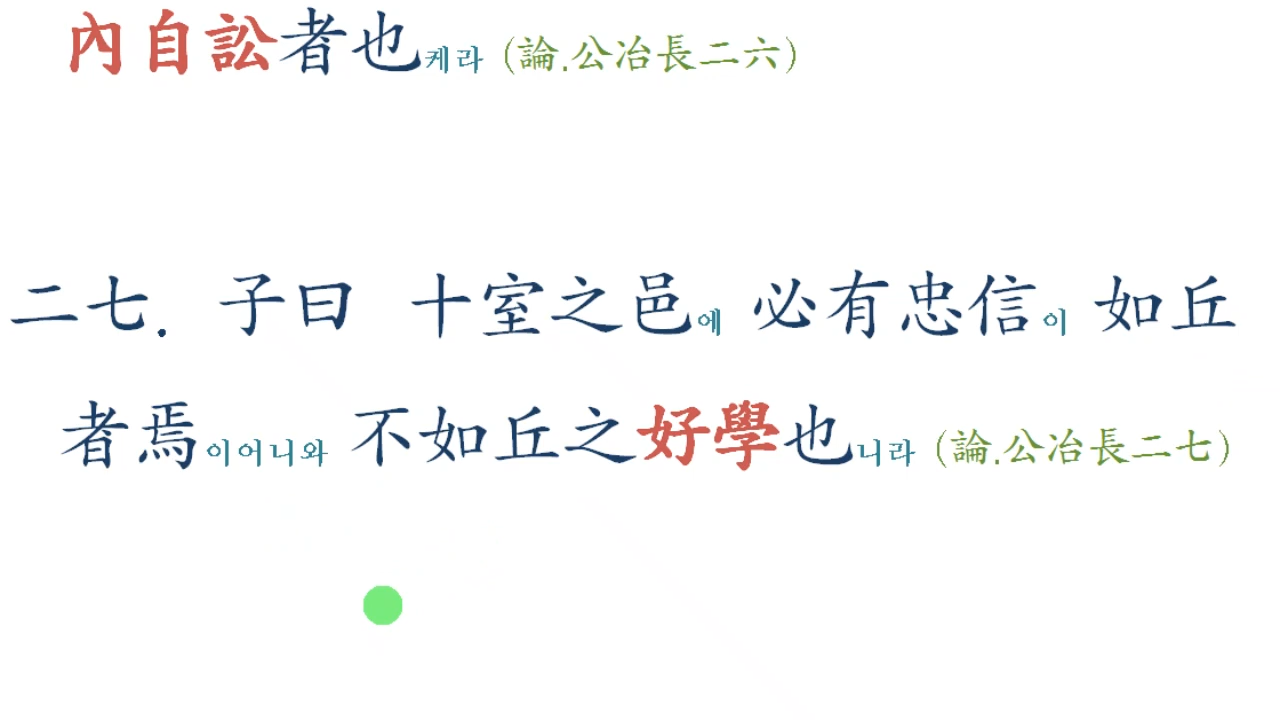 內自訟者也케라 (論.公冶長二六)
二七. 子曰 十室之邑에 必有忠信이 如丘
者焉이어니와 不如丘之好學也니라 (論.公冶長二七)